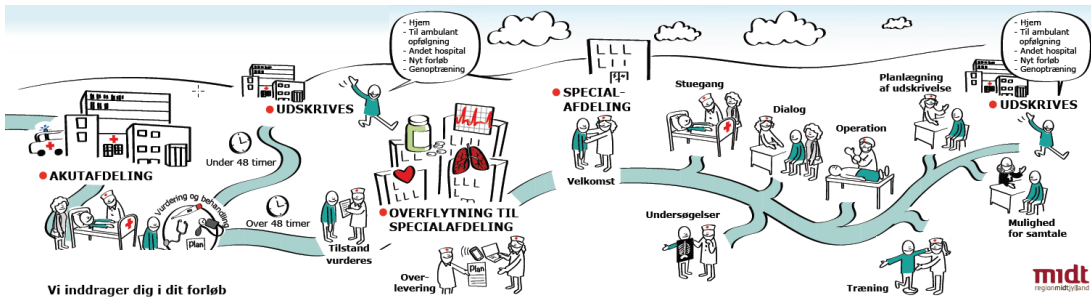 - Hjem
- Til ambulant
opfølgning
- Andet hospital
- Nyt forløb
- Genoptræning
UDSKRIVES
AKUTAFDELING
Under 48 timer
Vurdering og behandling
Plan
Over 48 timer
Tilstand
vurderes
OVERFLYTNING TIL
SPECIALAFDELING
Over-
levering
Plan
Vi inddrager dig i dit forløb
SPECIAL-
AFDELING
Velkomst
Stuegang
Dialog
Operation
Undersøgelser
Træning
Planlægning
af udskrivelse
- Hjem
- Til ambulant
opfølgning
- Andet hospital
- Nyt forløb
- Genoptræning
UDSKRIVES
Mulighed
for samtale
midt
regionmidtjylland